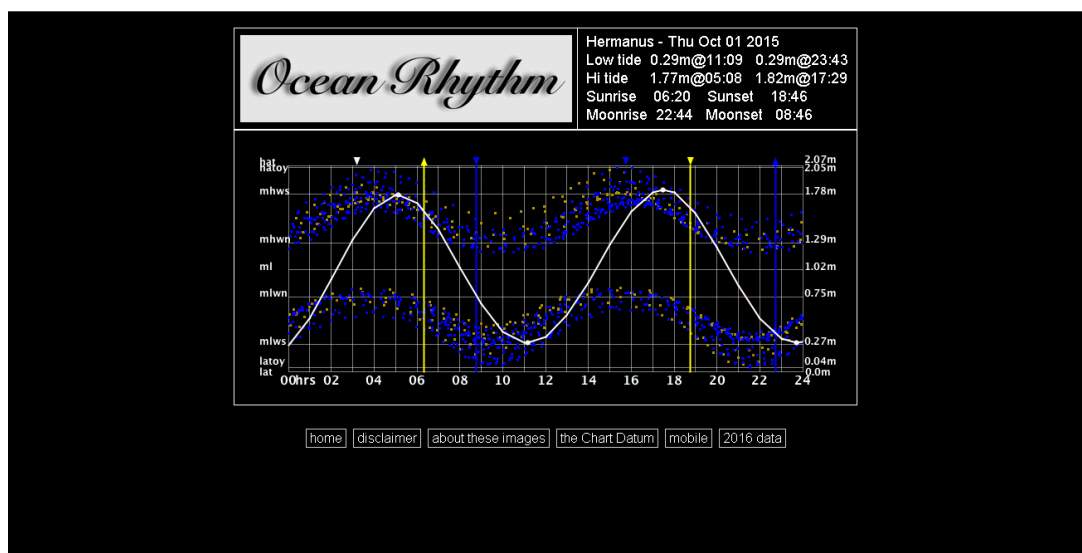 Ocean Rhythm
Hermanus - Thu Oct 01 2015
Low tide 0.29m@11:09 0.29m@23:43
Hi tide 1.77m@05:08 1.82m@17:29
Sunrise 06:20 Sunset 18:46
Moonrise 22:44 Moonset 08:46
hat 2.07m
hatoy 2.05m
mhws 1.78m
mhwn 1.29m
ml 1.02m
mlwn 0.75m
mlws 0.27m
latoy 0.04m
lat 0.0m
00hrs 02 04 06 08 10 12 14 16 18 20 22 24
home disclaimer about these images the Chart Datum mobile 2016 data